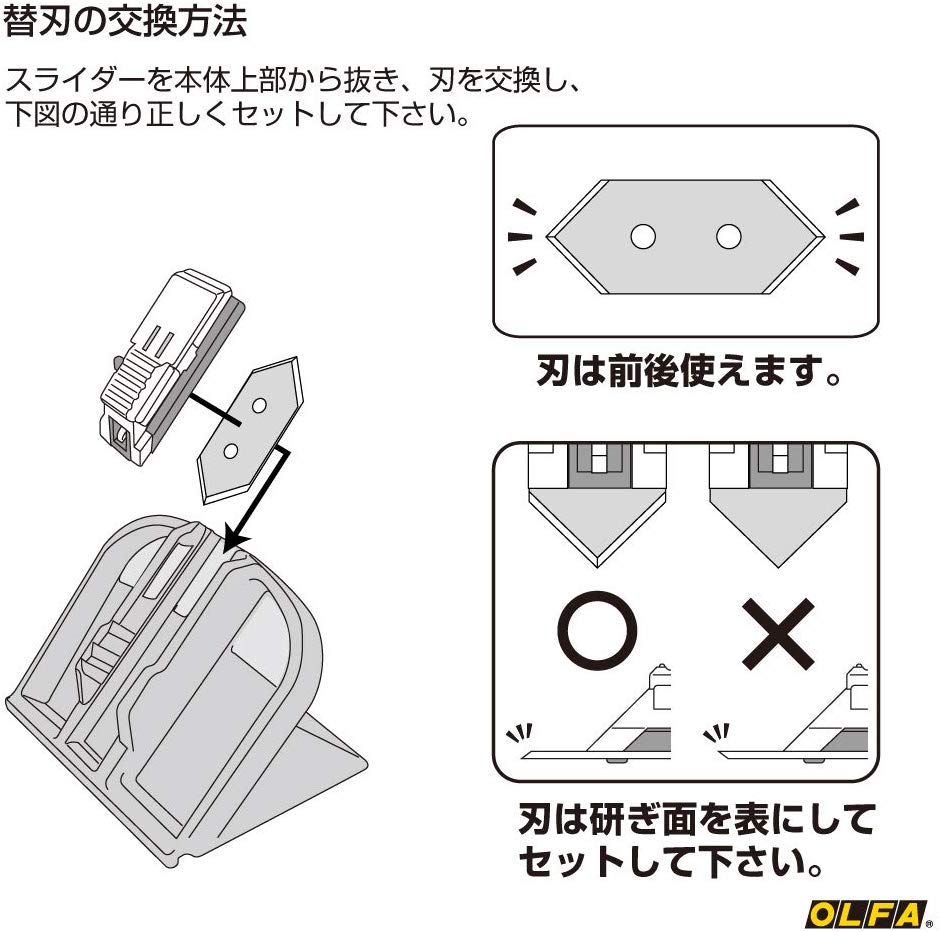 替刃の交換方法
スライダーを本体上部から抜き、刃を交換し、
下図の通り正しくセットして下さい。
刃は前後使えます。
刃は研ぎ面を表にして
セットして下さい。
OLFA®